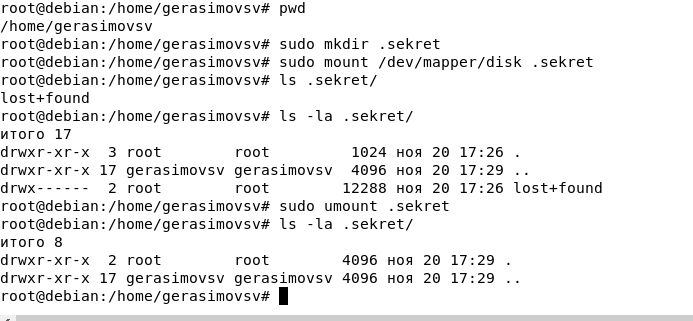 root@debian:/home/gerasimovsv# pwd
/home/gerasimovsv
root@debian:/home/gerasimovsv# sudo mkdir .sekret
root@debian:/home/gerasimovsv# sudo mount /dev/mapper/disk .sekret
root@debian:/home/gerasimovsv# ls .sekret/
lost+found
root@debian:/home/gerasimovsv# ls -la .sekret/
итого 17
drwxr-xr-x  3 root        root         1024 ноя 20 17:26 .
drwxr-xr-x 17 gerasimovsv gerasimovsv  4096 ноя 20 17:29 ..
drwx------  2 root        root        12288 ноя 20 17:26 lost+found
root@debian:/home/gerasimovsv# sudo umount .sekret
root@debian:/home/gerasimovsv# ls -la .sekret/
итого 8
drwxr-xr-x  2 root        root        4096 ноя 20 17:29 .
drwxr-xr-x 17 gerasimovsv gerasimovsv 4096 ноя 20 17:29 ..
root@debian:/home/gerasimovsv#